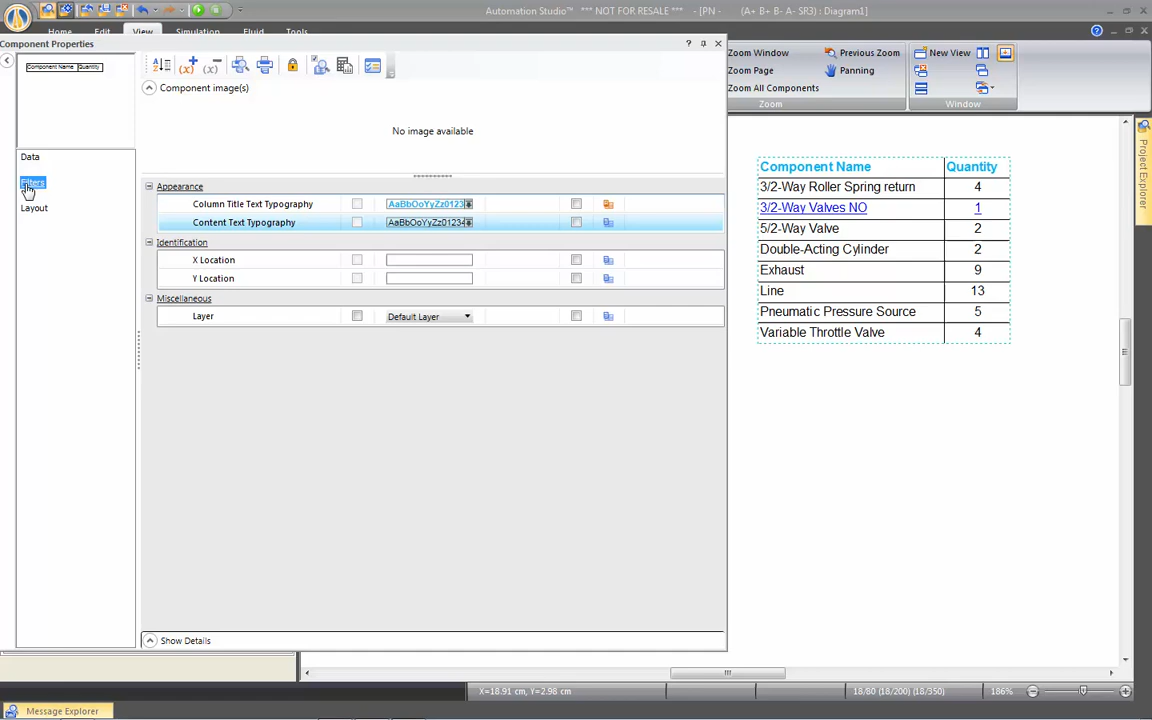 Automation Studio™ *** NOT FOR RESALE *** - [PN - (A+ B+ B- A- SR3) : Diagram1]
Home View Simulation Fluid Tools
Component Properties
Component Name Quantity
Data
Filters
Layout
Component image(s)
No image available
Appearance
Column Title Text Typography AaBbOoYyZz0123
Content Text Typography AaBbOoYyZz01234
Identification
X Location
Y Location
Miscellaneous
Layer Default Layer
Show Details
Zoom Window Previous Zoom
Zoom Page Panning
Zoom All Components
Zoom
New View
Window
Component Name Quantity
3/2-Way Roller Spring return 4
3/2-Way Valves NO 1
5/2-Way Valve 2
Double-Acting Cylinder 2
Exhaust 9
Line 13
Pneumatic Pressure Source 5
Variable Throttle Valve 4
Project Explorer
X=18.91 cm, Y=2.98 cm 18/80 (18/200) (18/350) 186%
Message Explorer